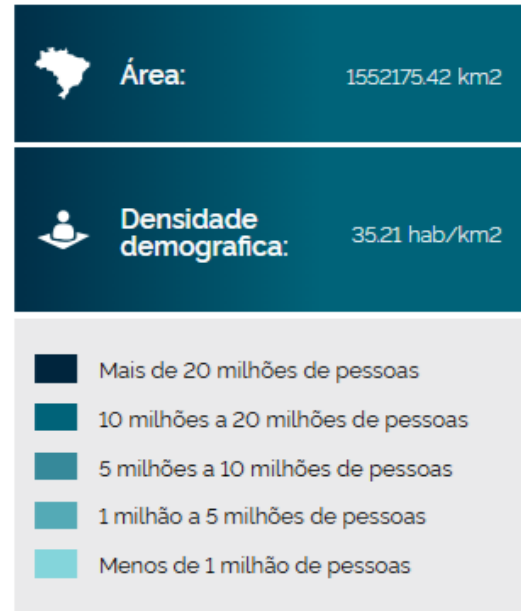 Área:
1552175.42 km2
Densidade
demografica:
35.21 hab/km2
Mais de 20 milhões de pessoas
10 milhões a 20 milhões de pessoas
5 milhões a 10 milhões de pessoas
1 milhão a 5 milhões de pessoas
Menos de 1 milhão de pessoas